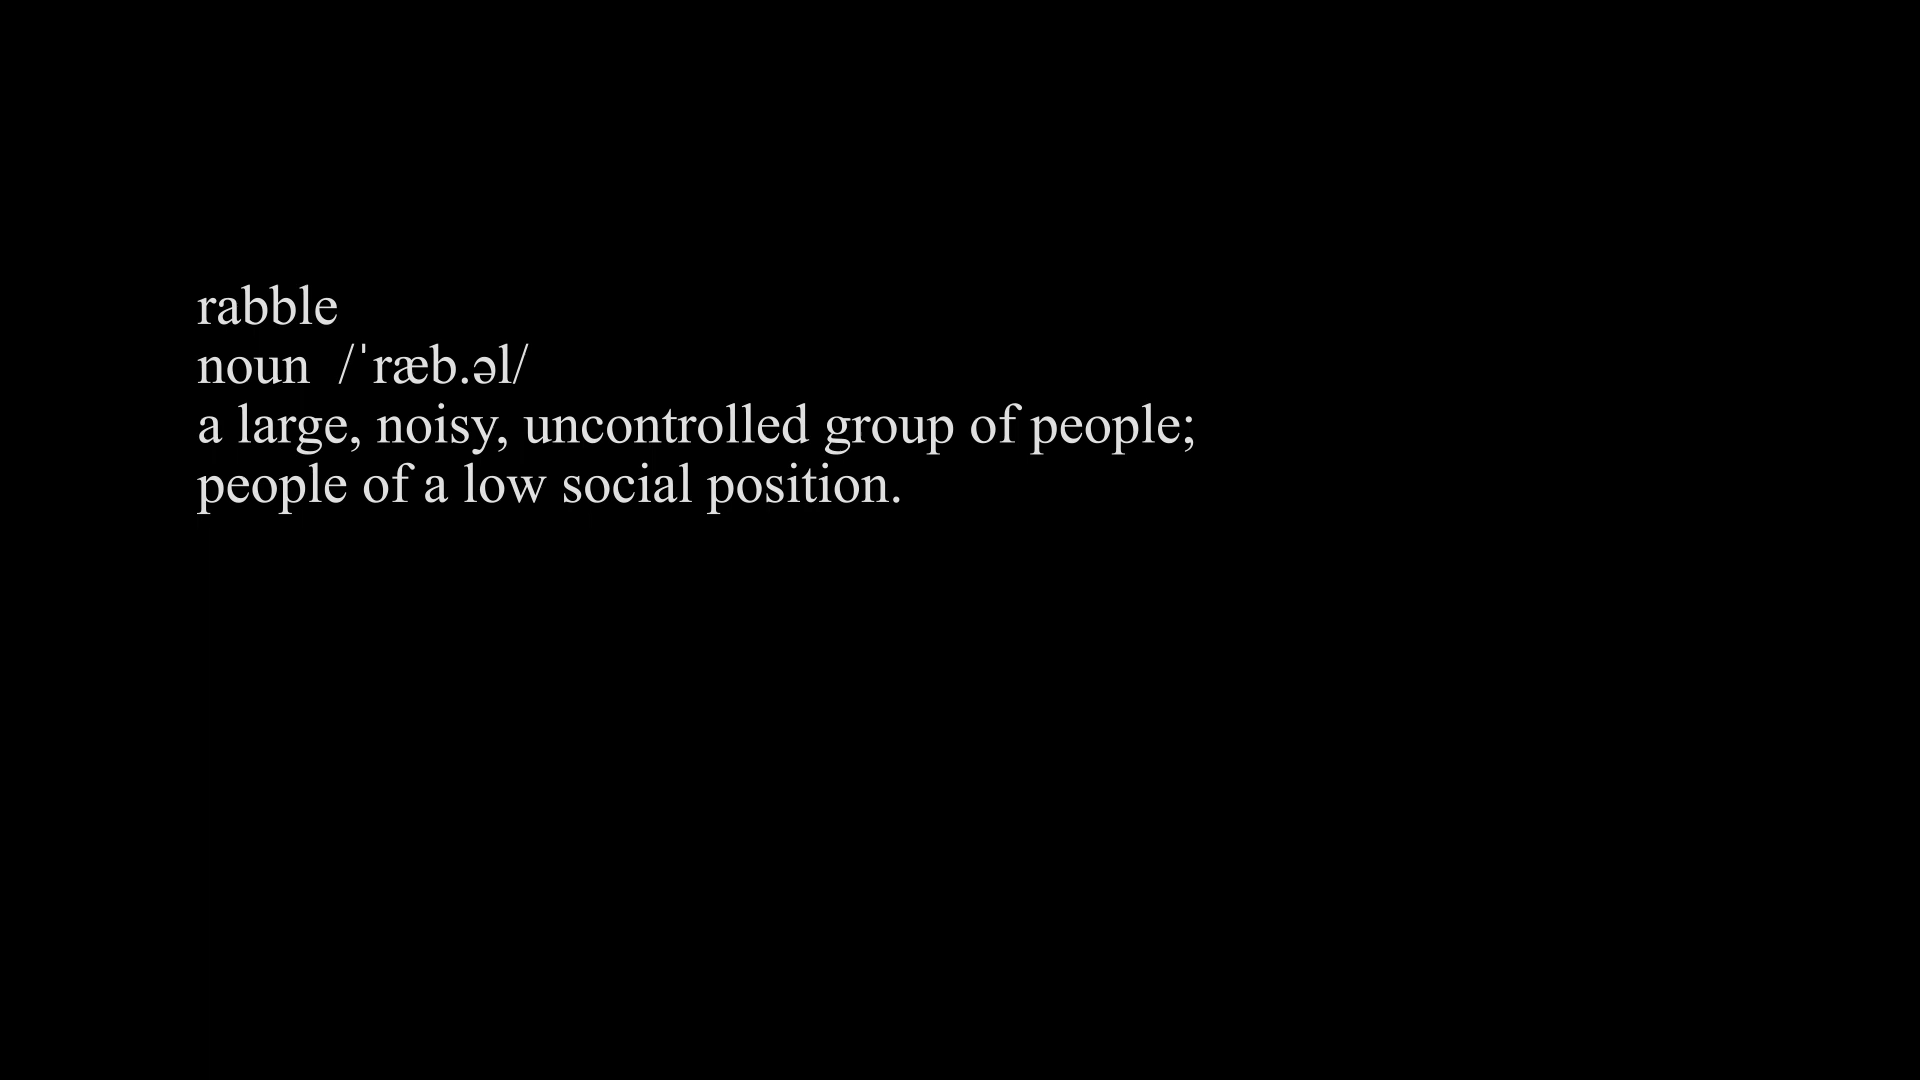 rabble
noun  /ˈræb.əl/
a large, noisy, uncontrolled group of people;
people of a low social position.